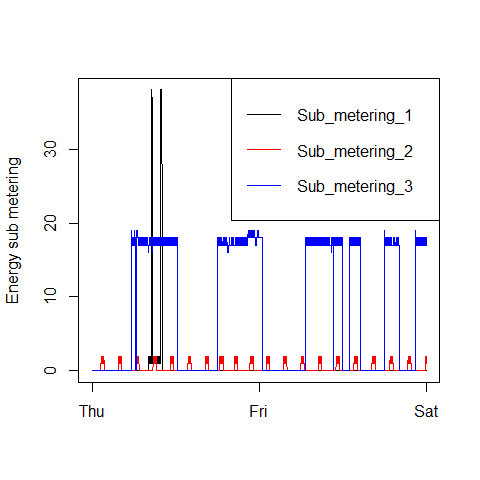 Sub_metering_1
Sub_metering_2
Sub_metering_3
Energy sub metering
30
20
10
0
Thu Fri Sat